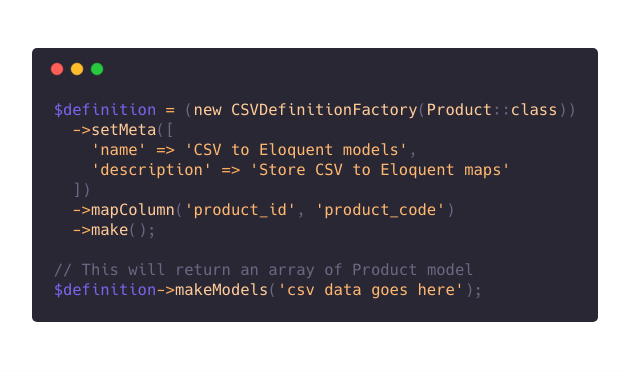 $definition = (new CSVDefinitionFactory(Product::class))
  ->setMeta([
    'name' => 'CSV to Eloquent models',
    'description' => 'Store CSV to Eloquent maps'
  ])
  ->mapColumn('product_id', 'product_code')
  ->make();

// This will return an array of Product model
$definition->makeModels('csv data goes here');